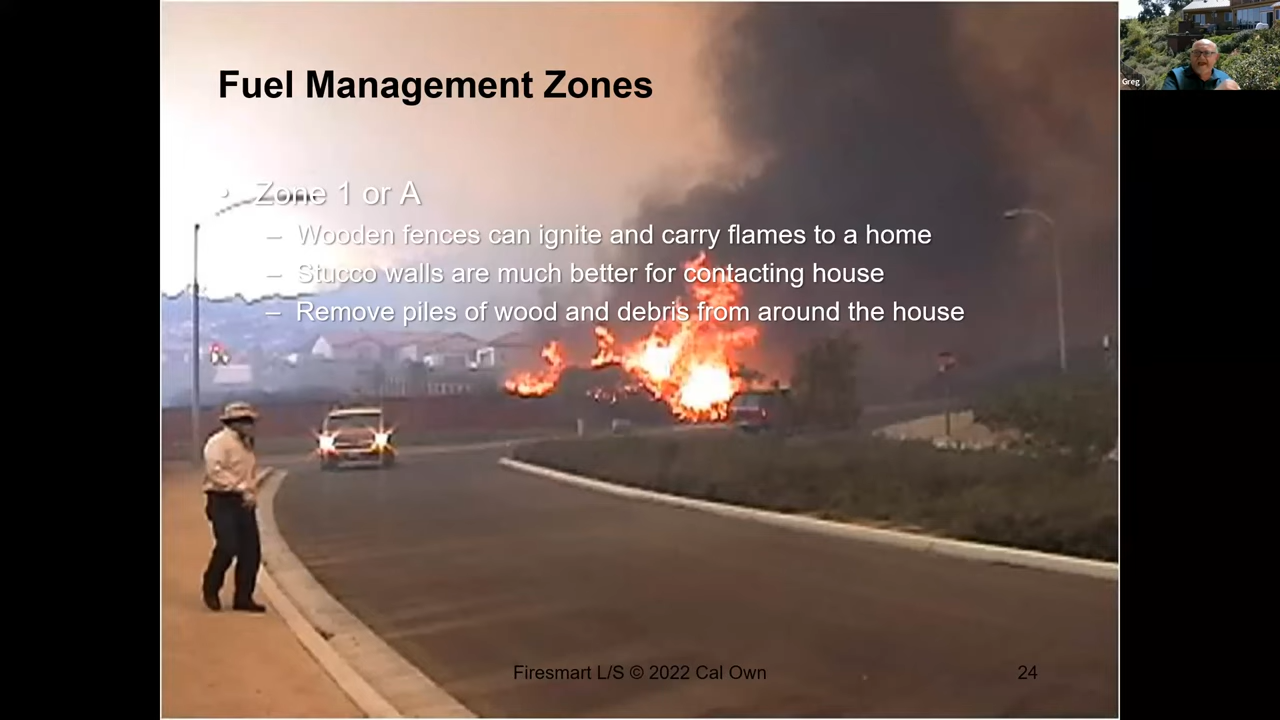 Fuel Management Zones
• Zone 1 or A
– Wooden fences can ignite and carry flames to a home
– Stucco walls are much better for contacting house
– Remove piles of wood and debris from around the house
Firesmart L/S © 2022 Cal Own
24
Greg